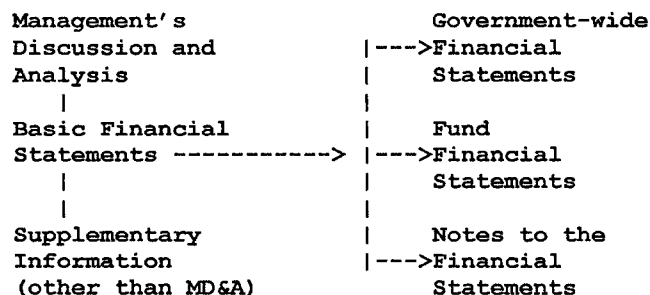 Management's Government-wide
Discussion and |--->Financial
Analysis | Statements
| |
Basic Financial | Fund
Statements -----------> |--->Financial
| | Statements
| |
Supplementary | Notes to the
Information |--->Financial
(other than MD&A) Statements